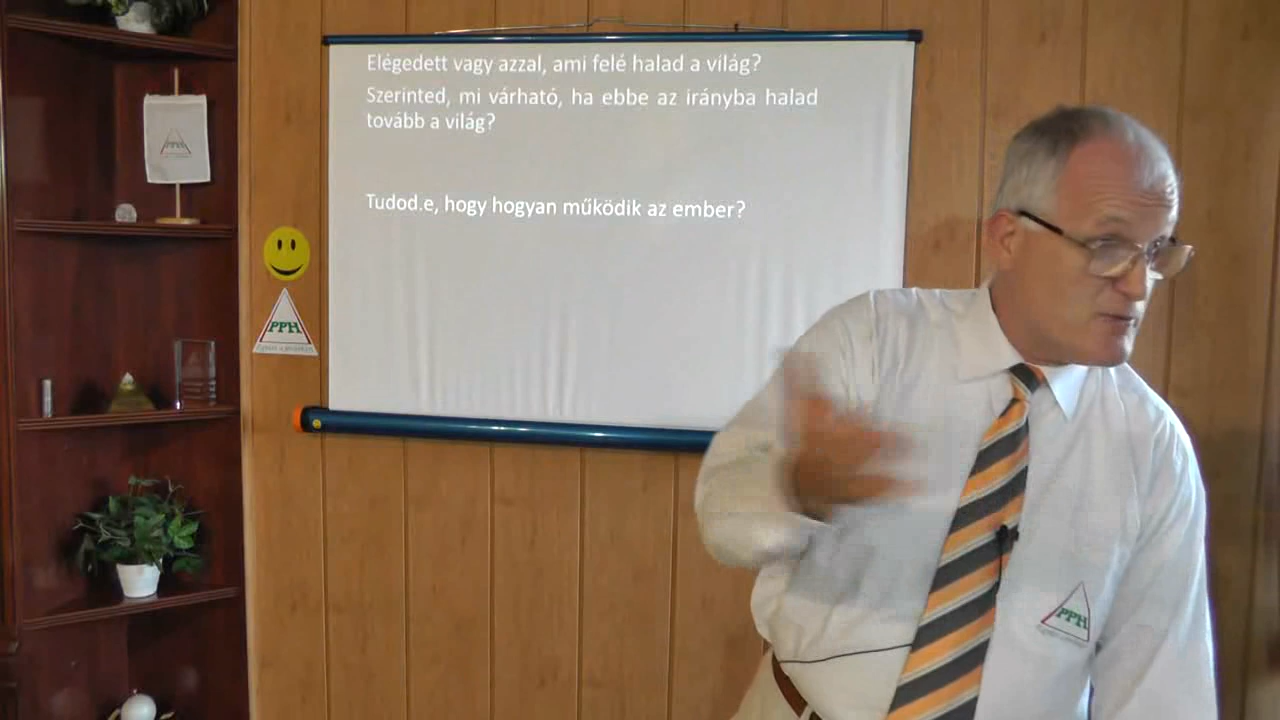 Elégedett vagy azzal, ami felé halad a világ?
Szerinted, mi várható, ha ebbe az irányba halad
tovább a világ?
Tudod.e, hogy hogyan működik az ember?
PPH
PPH
PPH